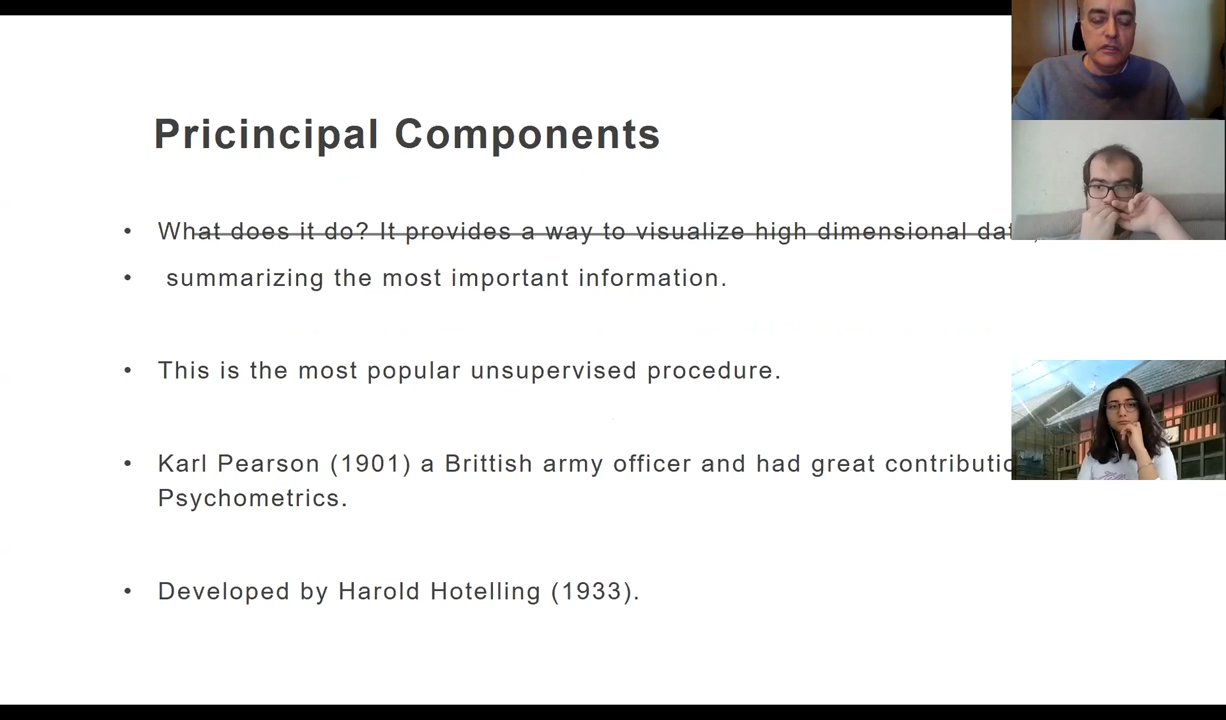 Pricincipal Components
• What does it do? It provides a way to visualize high dimensional
• summarizing the most important information.
• This is the most popular unsupervised procedure.
• Karl Pearson (1901) a Brittish army officer and had great
Psychometrics.
• Developed by Harold Hotelling (1933).